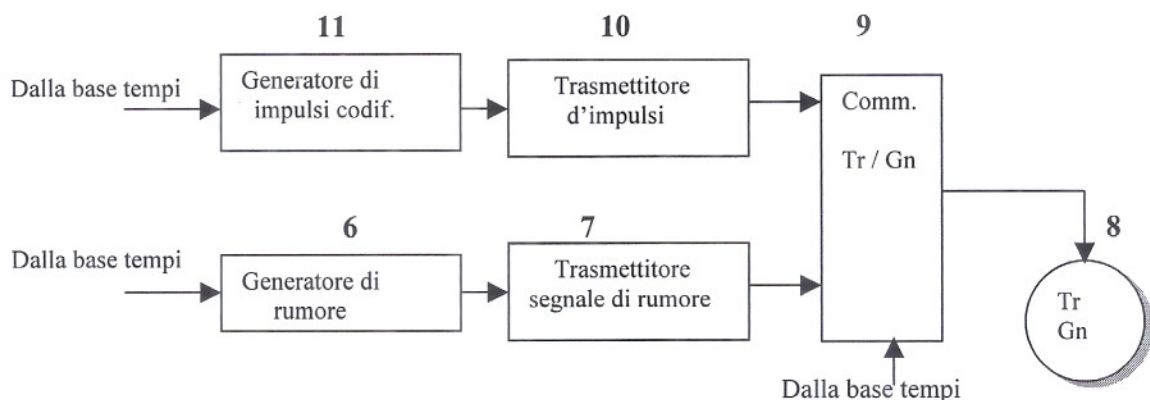 11
10
9
Dalla base tempi
Generatore di
impulsi codif.
Trasmettitore
d'impulsi
Comm.
Tr / Gn
6
7
8
Dalla base tempi
Generatore di
rumore
Trasmettitore
segnale di rumore
Tr
Gn
Dalla base tempi